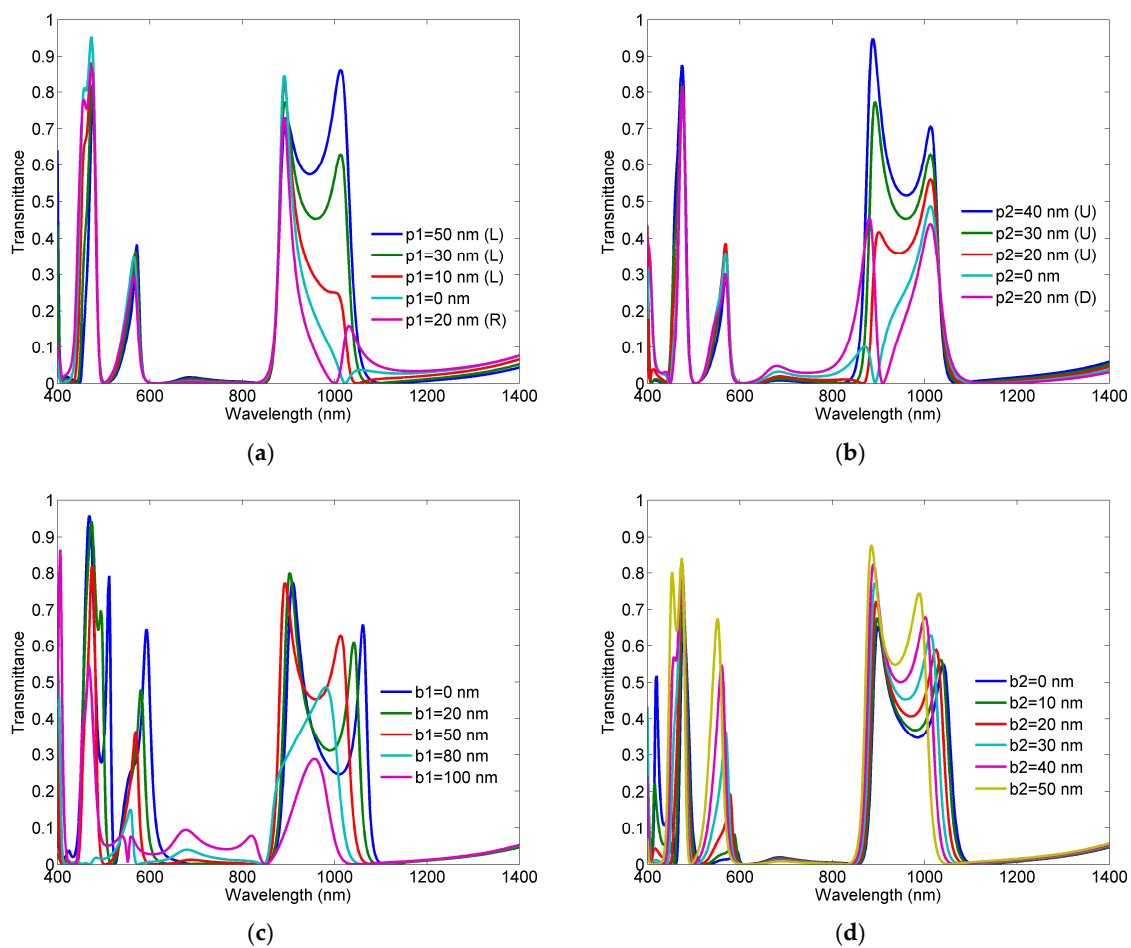 1
0.9
0.8
0.7
0.6
0.5
0.4
0.3
0.2
0.1
0
Transmittance
400 600 800 1000 1200 1400
Wavelength (nm)
p1=50 nm (L)
p1=30 nm (L)
p1=10 nm (L)
p1=0 nm
p1=20 nm (R)
(a)
1
0.9
0.8
0.7
0.6
0.5
0.4
0.3
0.2
0.1
0
Transmittance
400 600 800 1000 1200 1400
Wavelength (nm)
p2=40 nm (U)
p2=30 nm (U)
p2=20 nm (U)
p2=0 nm
p2=20 nm (D)
(b)
1
0.9
0.8
0.7
0.6
0.5
0.4
0.3
0.2
0.1
0
Transmittance
400 600 800 1000 1200 1400
Wavelength (nm)
b1=0 nm
b1=20 nm
b1=50 nm
b1=80 nm
b1=100 nm
(c)
1
0.9
0.8
0.7
0.6
0.5
0.4
0.3
0.2
0.1
0
Transmittance
400 600 800 1000 1200 1400
Wavelength (nm)
b2=0 nm
b2=10 nm
b2=20 nm
b2=30 nm
b2=40 nm
b2=50 nm
(d)